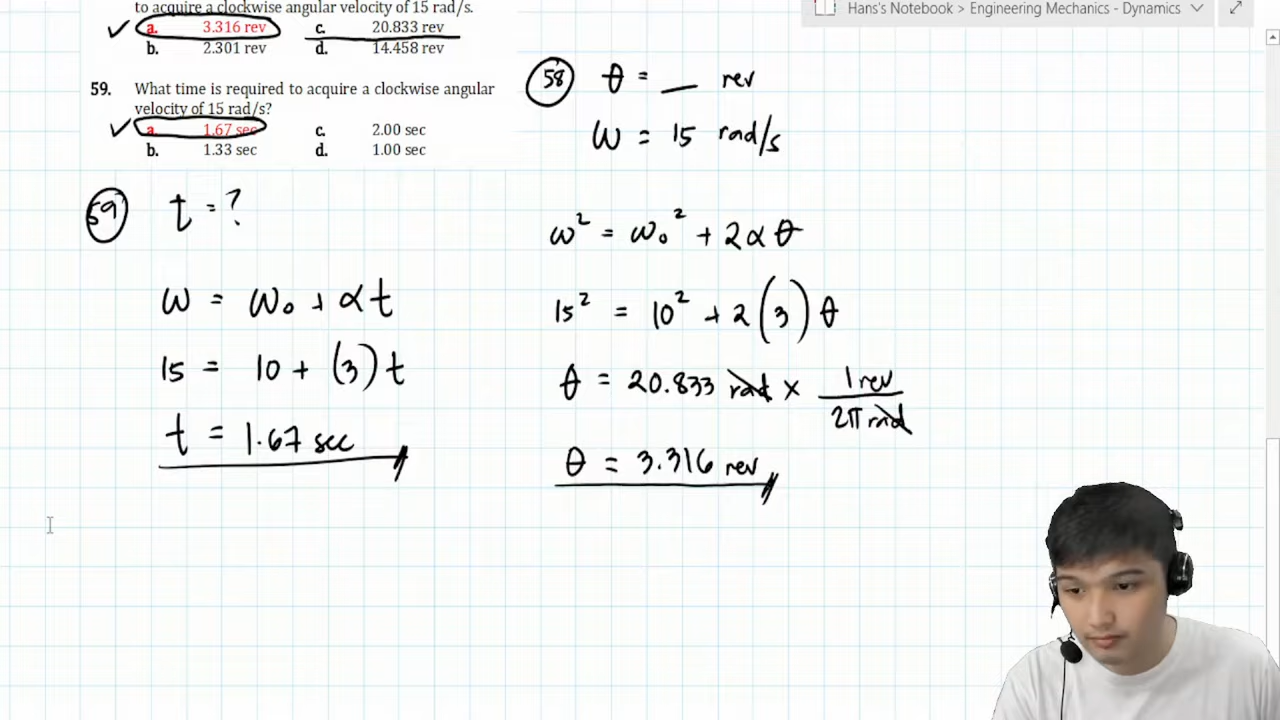 to acquire a clockwise angular velocity of 15 rad/s.
a. 3.316 rev c. 20.833 rev
b. 2.301 rev d. 14.458 rev
59. What time is required to acquire a clockwise angular
velocity of 15 rad/s?
a. 1.67 sec c. 2.00 sec
b. 1.33 sec d. 1.00 sec
59 t = ?
ω = ω₀ + αt
15 = 10 + (3)t
t = 1.67 sec
Hans's Notebook > Engineering Mechanics - Dynamics
58 θ = __ rev
ω = 15 rad/s
ω² = ω₀² + 2αθ
15² = 10² + 2(3)θ
θ = 20.833 rad × 1 rev / 2π rad
θ = 3.316 rev